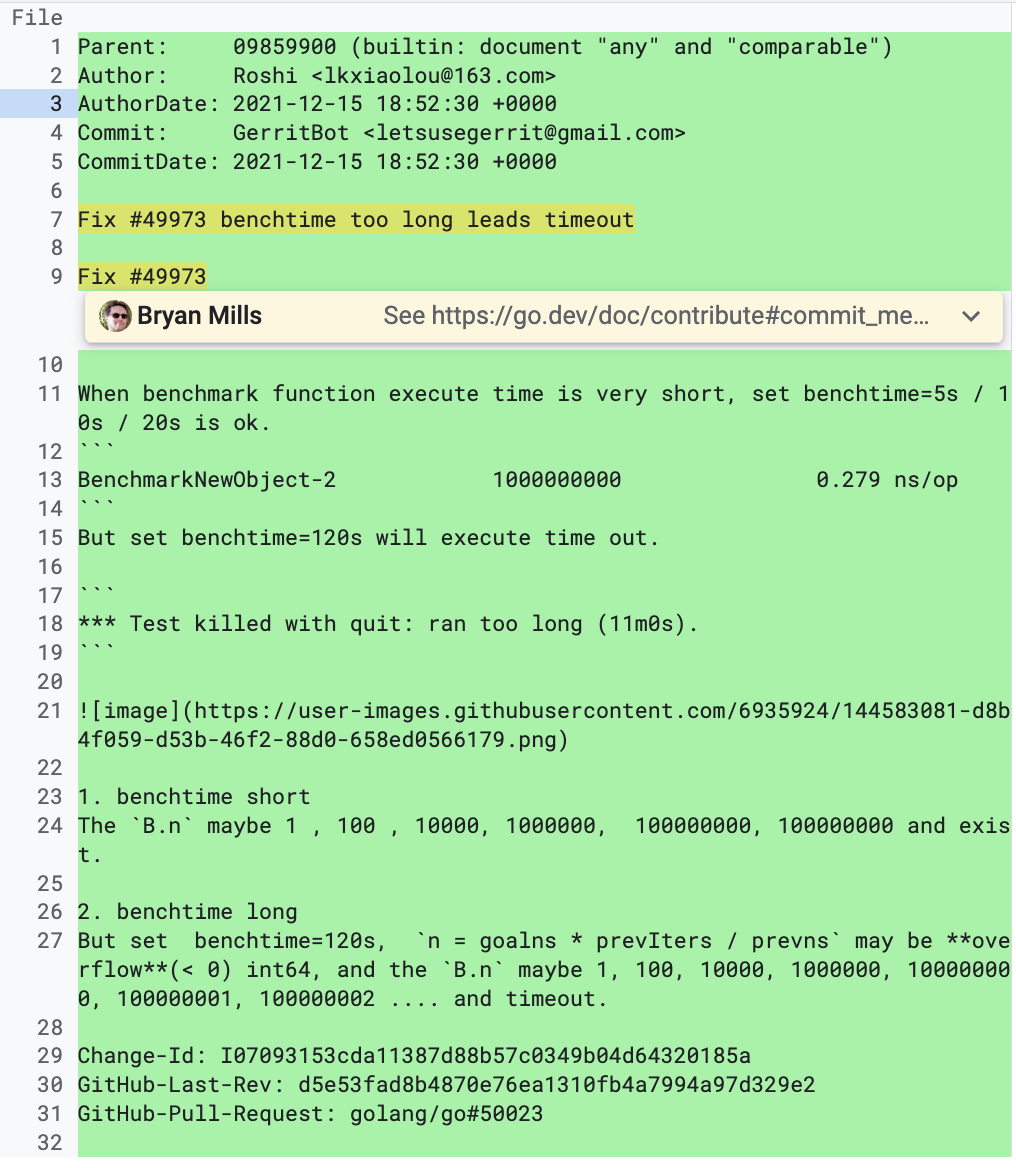 File
1 Parent:     09859900 (builtin: document "any" and "comparable")
2 Author:     Roshi <lkxiaolou@163.com>
3 AuthorDate: 2021-12-15 18:52:30 +0000
4 Commit:     GerritBot <letsusegerrit@gmail.com>
5 CommitDate: 2021-12-15 18:52:30 +0000
6
7 Fix #49973 benchtime too long leads timeout
8
9 Fix #49973
Bryan Mills See https://go.dev/doc/contribute#commit_me...
10
11 When benchmark function execute time is very short, set benchtime=5s / 1
0s / 20s is ok.
12 ```
13 BenchmarkNewObject-2            1000000000               0.279 ns/op
14 ```
15 But set benchtime=120s will execute time out.
16
17 ```
18 *** Test killed with quit: ran too long (11m0s).
19 ```
20
21 ![image](https://user-images.githubusercontent.com/6935924/144583081-d8b
4f059-d53b-46f2-88d0-658ed0566179.png)
22
23 1. benchtime short
24 The `B.n` maybe 1 , 100 , 10000, 1000000,  100000000, 100000000 and exis
t.
25
26 2. benchtime long
27 But set  benchtime=120s,  `n = goalns * prevIters / prevns` may be **ove
rflow**(< 0) int64, and the `B.n` maybe 1, 100, 10000, 1000000, 10000000
0, 100000001, 100000002 .... and timeout.
28
29 Change-Id: I07093153cda11387d88b57c0349b04d64320185a
30 GitHub-Last-Rev: d5e53fad8b4870e76ea1310fb4a7994a97d329e2
31 GitHub-Pull-Request: golang/go#50023
32